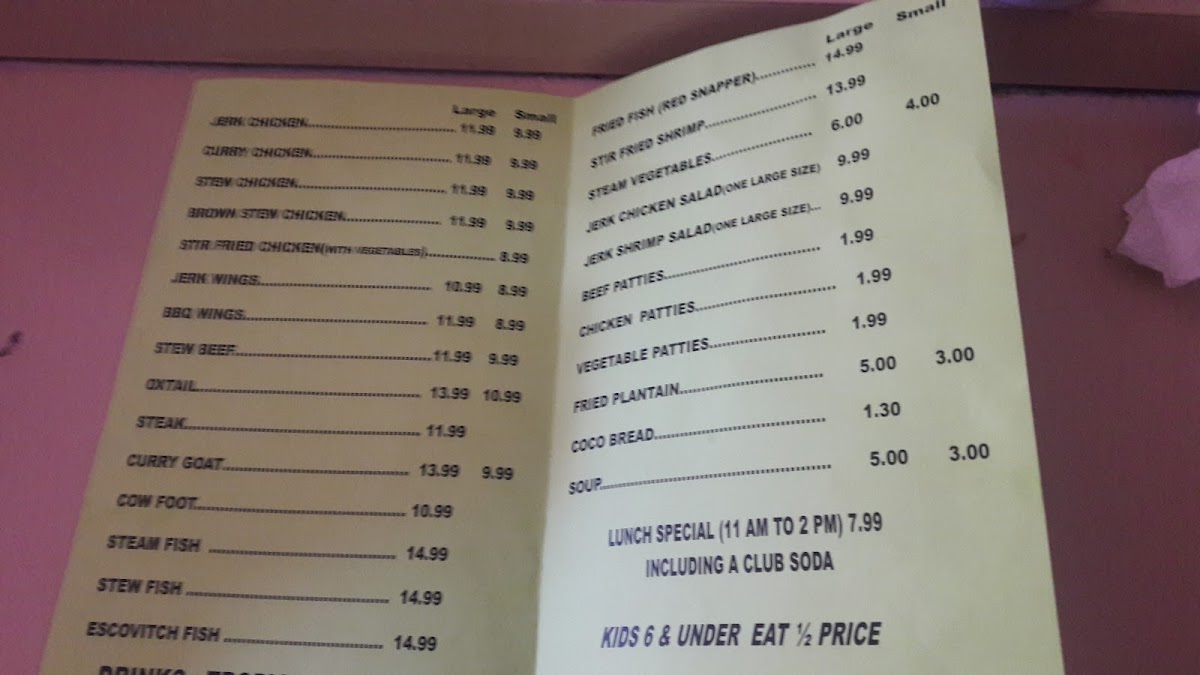 Large Small
JERK CHICKEN 11.99 9.99
CURRY CHICKEN 11.99 9.99
STEW CHICKEN 11.99 9.99
BROWN STEW CHICKEN 11.99 9.99
STIR FRIED CHICKEN(WITH VEGETABLES) 8.99
JERK WINGS 10.99 8.99
BBQ WINGS 11.99 8.99
STEW BEEF 11.99 9.99
OXTAIL 13.99 10.99
STEAK 11.99
CURRY GOAT 13.99 9.99
COW FOOT 10.99
STEAM FISH 14.99
STEW FISH 14.99
ESCOVITCH FISH 14.99
DRINKS
Large Small
FRIED FISH (RED SNAPPER) 14.99
STIR FRIED SHRIMP 13.99
STEAM VEGETABLES 6.00 4.00
JERK CHICKEN SALAD(ONE LARGE SIZE) 9.99
JERK SHRIMP SALAD(ONE LARGE SIZE)... 9.99
BEEF PATTIES 1.99
CHICKEN PATTIES 1.99
VEGETABLE PATTIES 1.99
FRIED PLANTAIN 5.00 3.00
COCO BREAD 1.30
SOUP 5.00 3.00
LUNCH SPECIAL (11 AM TO 2 PM) 7.99
INCLUDING A CLUB SODA
KIDS 6 & UNDER EAT ½ PRICE